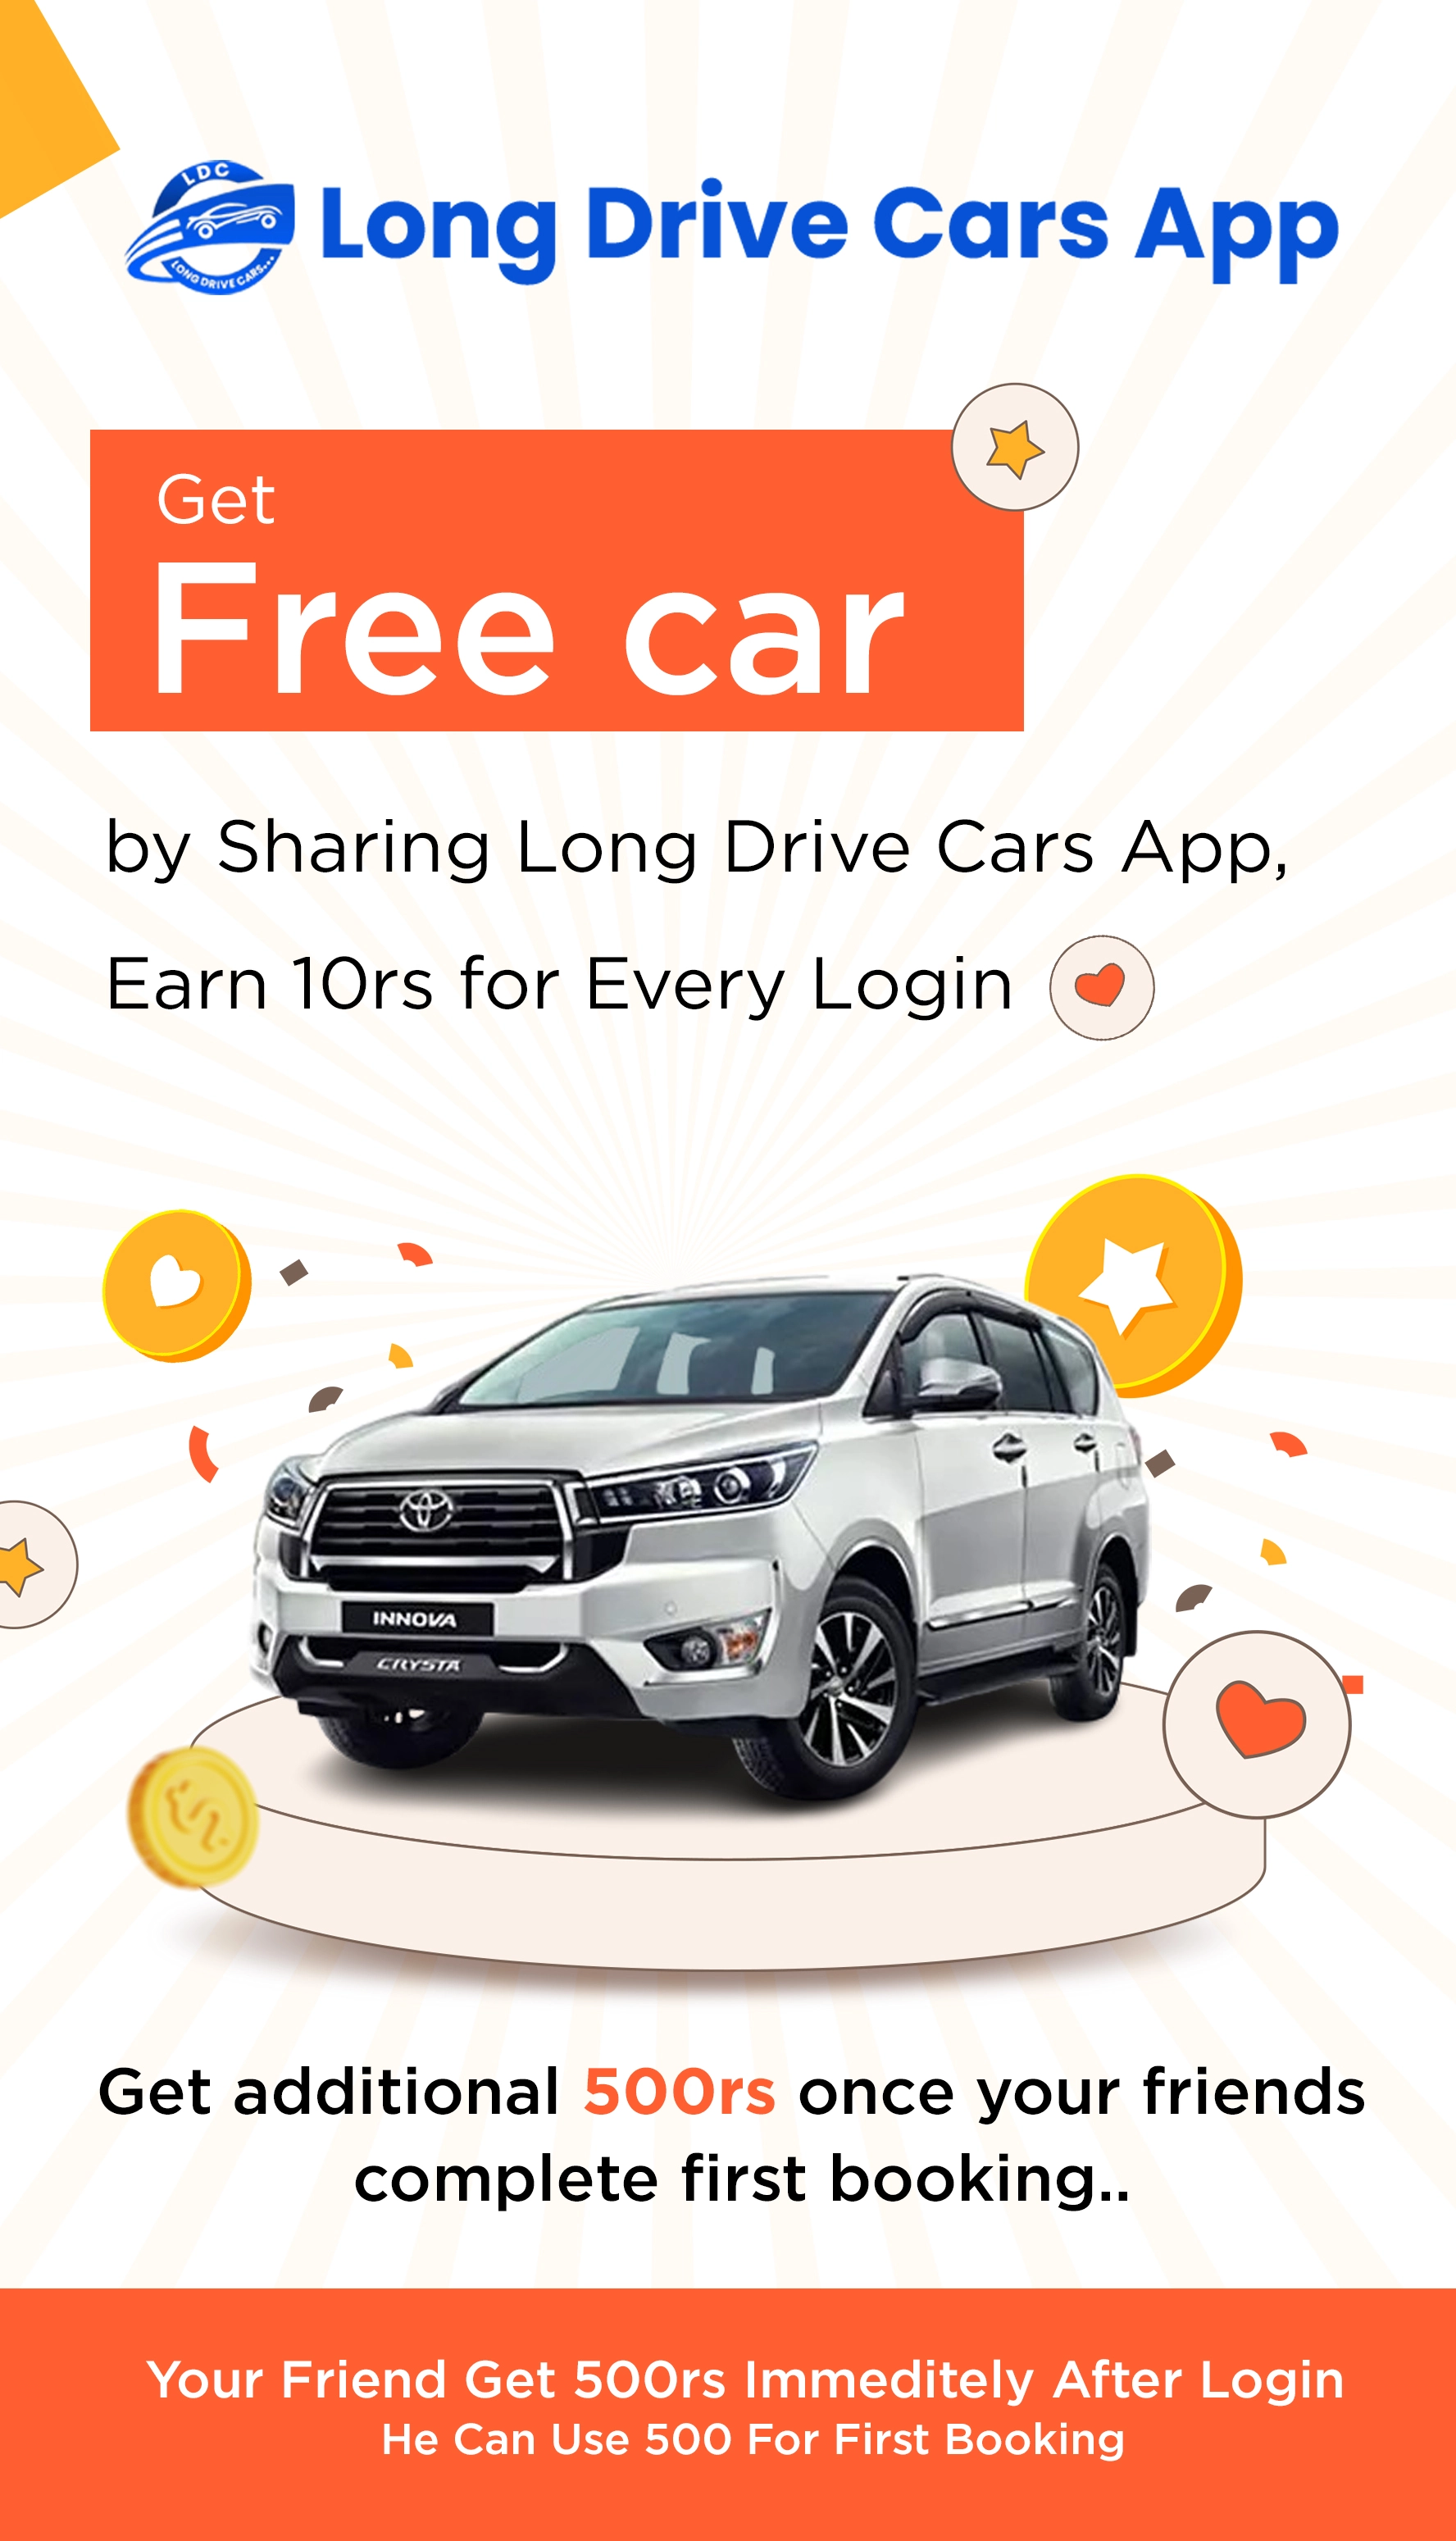 LDC
LONG DRIVE CARS...
Long Drive Cars App
Get
Free car
by Sharing Long Drive Cars App,
Earn 10rs for Every Login
INNOVA
CRYSTA
Get additional 500rs once your friends
complete first booking..
Your Friend Get 500rs Immeditely After Login
He Can Use 500 For First Booking